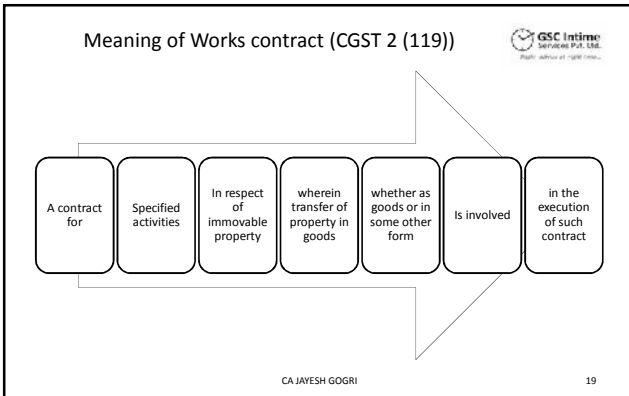 Meaning of Works contract (CGST 2 (119))
GSC Intime
Services Pvt. Ltd.
A contract
for
Specified
activities
In respect
of
immovable
property
wherein
transfer of
property in
goods
whether as
goods or in
some other
form
Is involved
in the
execution
of such
contract
CA JAYESH GOGRI
19